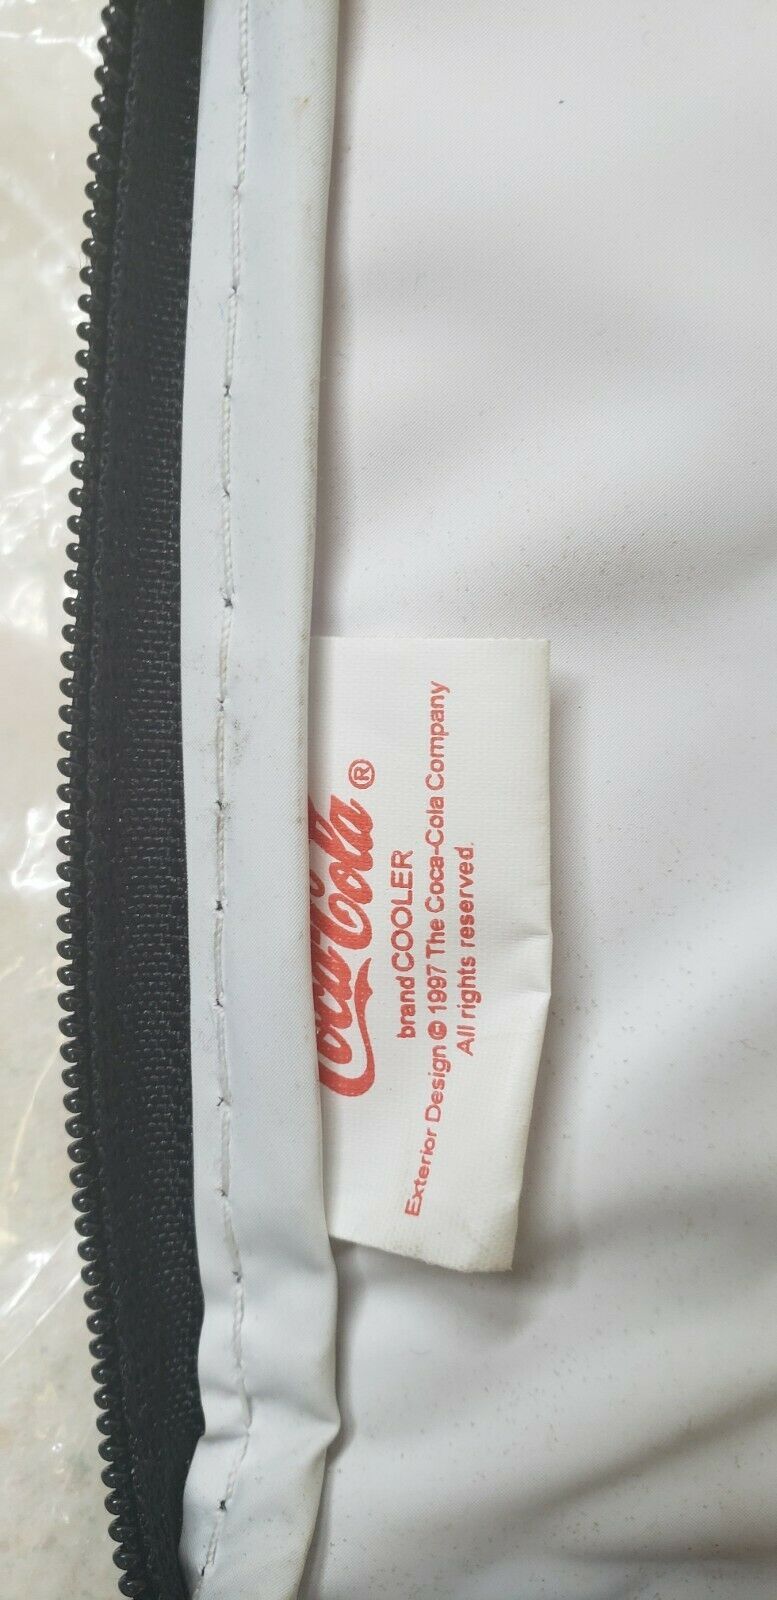 Coca-Cola ®
brand COOLER
Exterior Design © 1997 The Coca-Cola Company
All rights reserved.